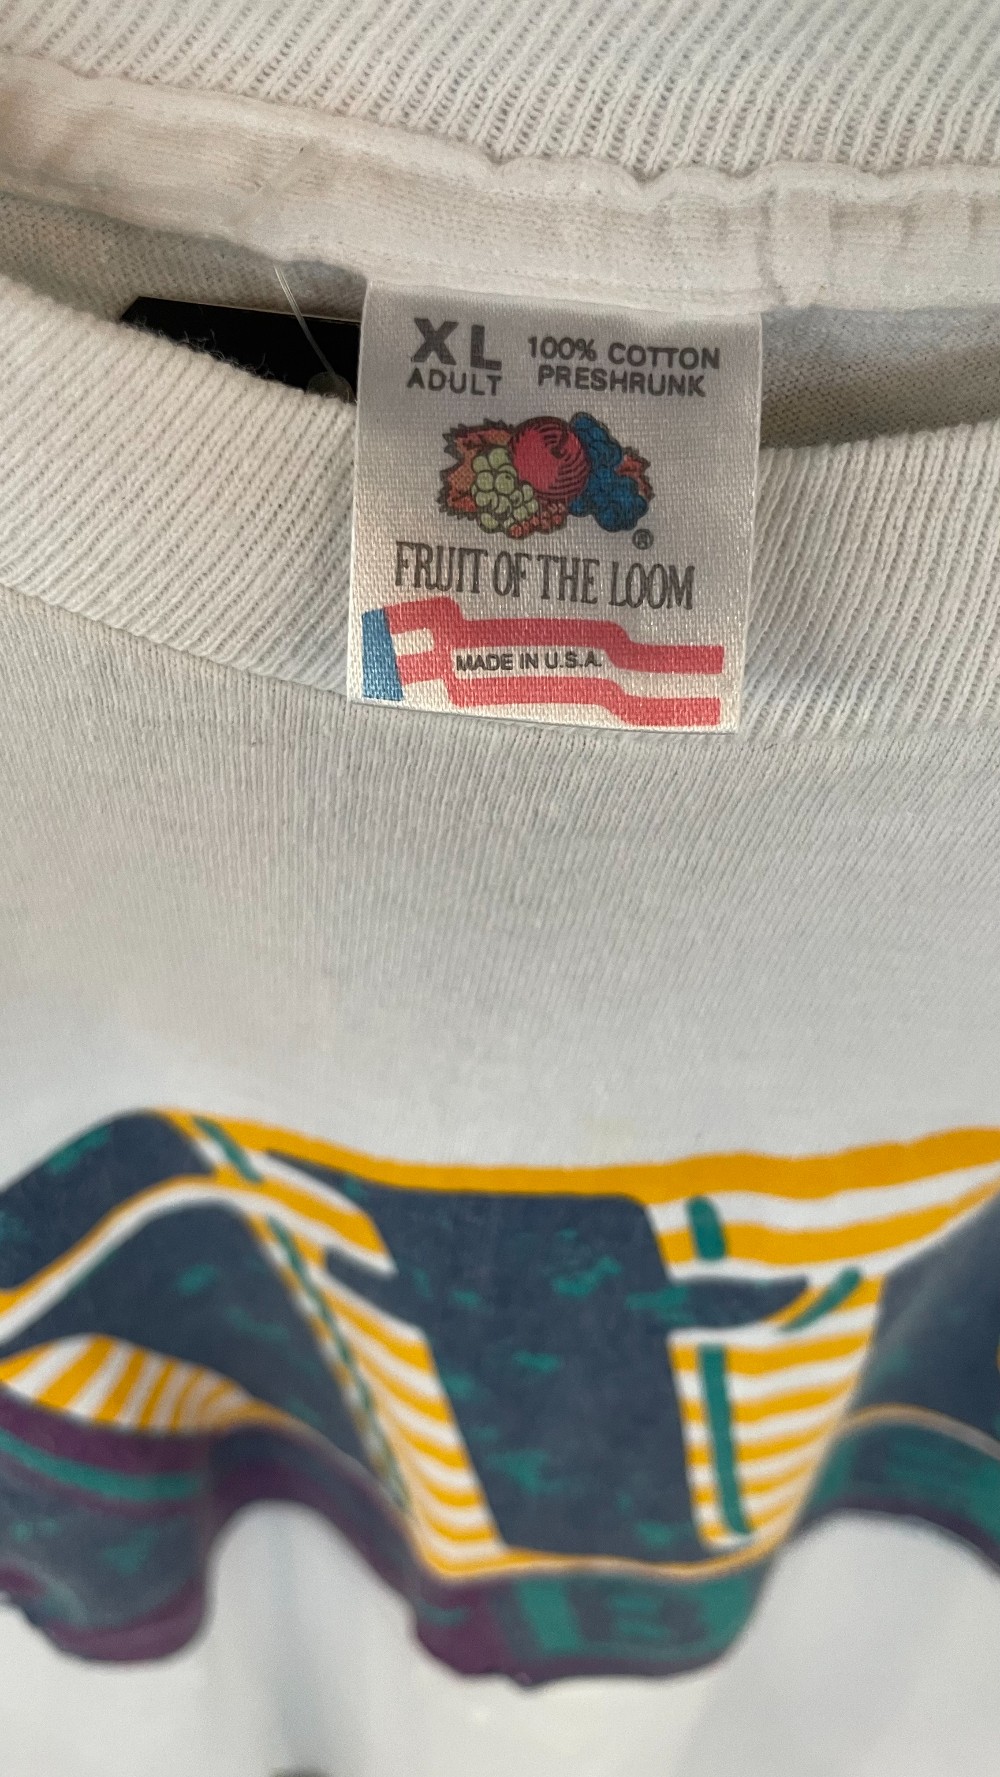 XL
ADULT
100% COTTON
PRESHRUNK
®
FRUIT OF THE LOOM
MADE IN U.S.A.